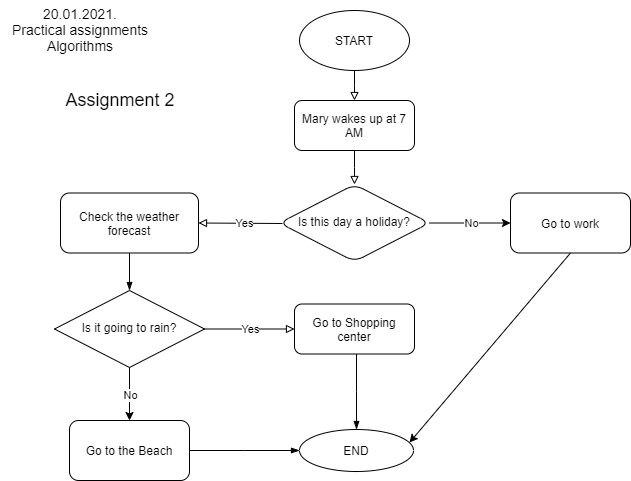 20.01.2021.
Practical assignments
Algorithms
Assignment 2
START
Mary wakes up at 7
AM
Is this day a holiday?
Yes
No
Check the weather
forecast
Go to work
Is it going to rain?
Yes
No
Go to Shopping
center
Go to the Beach
END